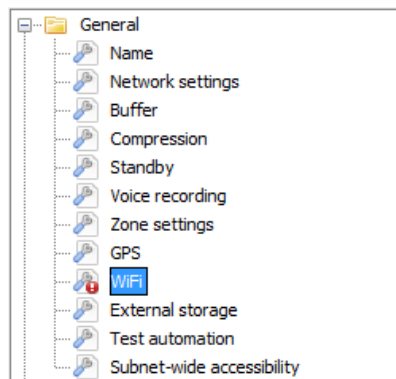 General
Name
Network settings
Buffer
Compression
Standby
Voice recording
Zone settings
GPS
WiFi
External storage
Test automation
Subnet-wide accessibility